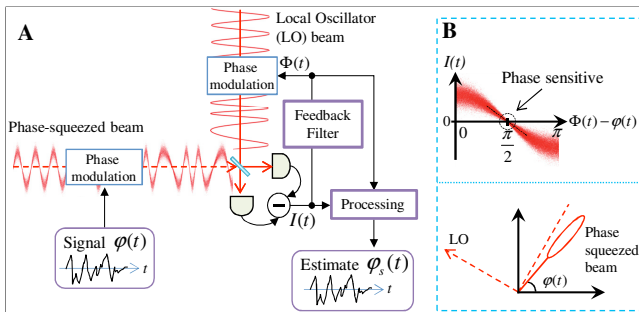 A
Local Oscillator
(LO) beam
Φ(t)
Phase
modulation
Phase-squeezed beam
Feedback
Filter
Phase
modulation
I(t)
Processing
Signal φ(t)
t
Estimate φs(t)
t
B
I(t)
Phase sensitive
0
0
π/2
π
Φ(t)−φ(t)
LO
Phase
squeezed
beam
φ(t)